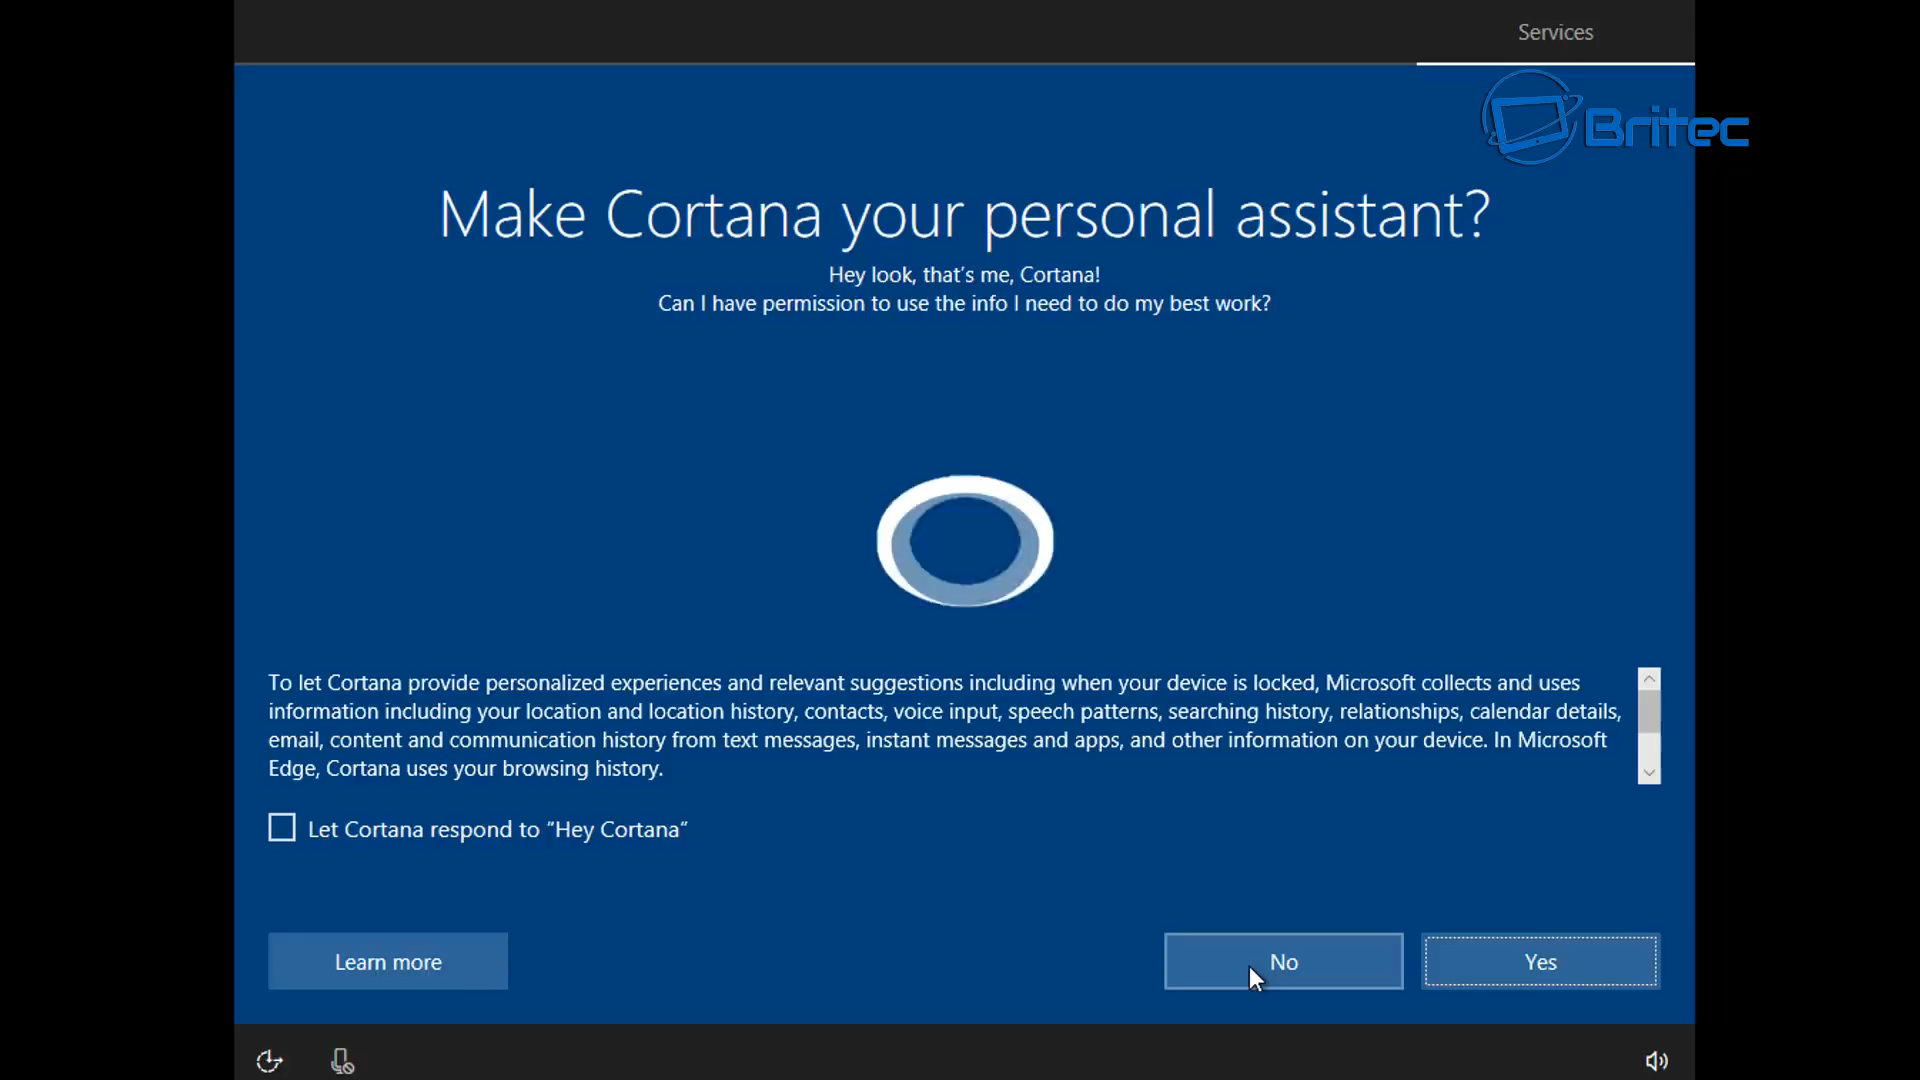 Services
Britec
Make Cortana your personal assistant?
Hey look, that's me, Cortana!
Can I have permission to use the info I need to do my best work?
To let Cortana provide personalized experiences and relevant suggestions including when your device is locked, Microsoft collects and uses
information including your location and location history, contacts, voice input, speech patterns, searching history, relationships, calendar details,
email, content and communication history from text messages, instant messages and apps, and other information on your device. In Microsoft
Edge, Cortana uses your browsing history.
Let Cortana respond to “Hey Cortana“
Learn more
No
Yes